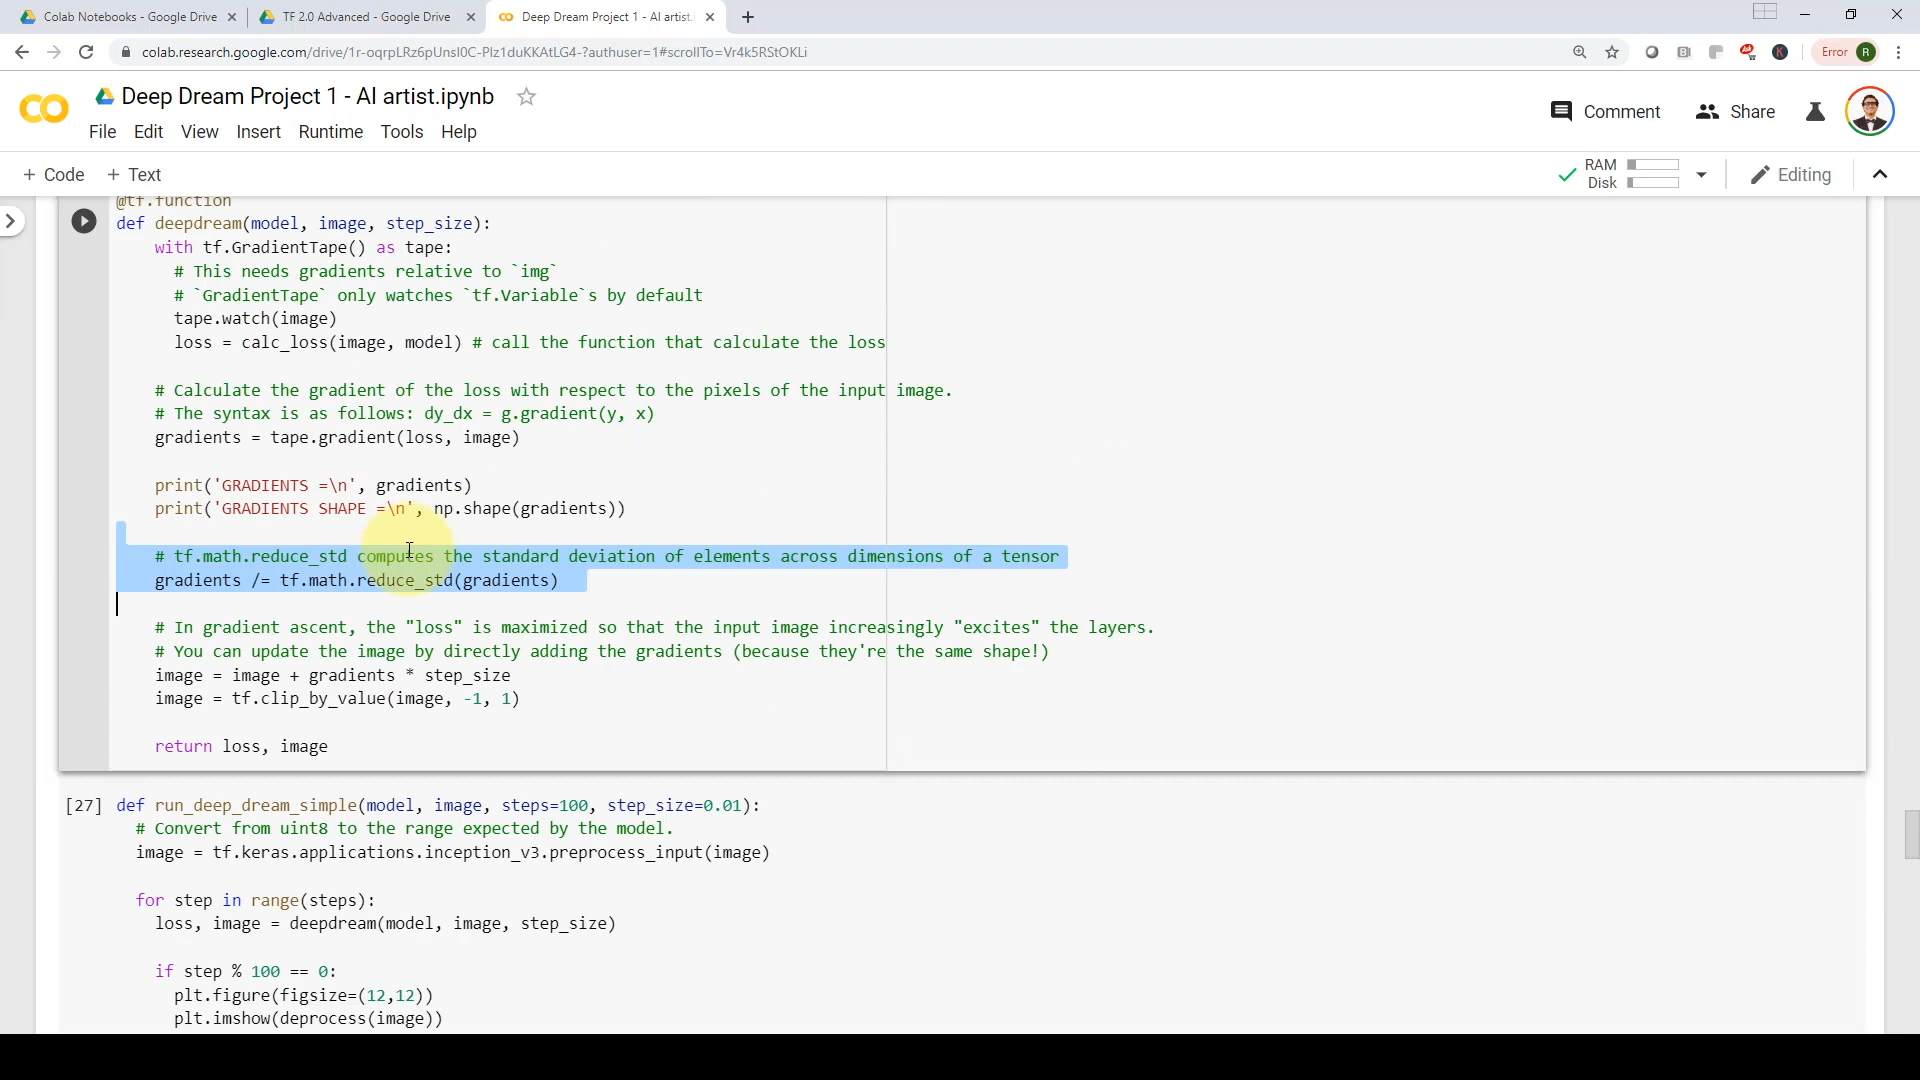 Colab Notebooks - Google Drive
TF 2.0 Advanced - Google Drive
Deep Dream Project 1 - AI artist.
colab.research.google.com/drive/1r-oqrpLRz6pUnsI0C-PIz1duKKAtLG4-?authuser=1#scrollTo=Vr4k5RStOKLi
Error R
Deep Dream Project 1 - AI artist.ipynb
Comment
Share
File Edit View Insert Runtime Tools Help
+ Code + Text
RAM
Disk
Editing
@tf.function
def deepdream(model, image, step_size):
with tf.GradientTape() as tape:
# This needs gradients relative to `img`
# `GradientTape` only watches `tf.Variable`s by default
tape.watch(image)
loss = calc_loss(image, model) # call the function that calculate the loss
# Calculate the gradient of the loss with respect to the pixels of the input image.
# The syntax is as follows: dy_dx = g.gradient(y, x)
gradients = tape.gradient(loss, image)
print('GRADIENTS =\n', gradients)
print('GRADIENTS SHAPE =\n', np.shape(gradients))
# tf.math.reduce_std computes the standard deviation of elements across dimensions of a tensor
gradients /= tf.math.reduce_std(gradients)
# In gradient ascent, the "loss" is maximized so that the input image increasingly "excites" the layers.
# You can update the image by directly adding the gradients (because they're the same shape!)
image = image + gradients * step_size
image = tf.clip_by_value(image, -1, 1)
return loss, image
[27] def run_deep_dream_simple(model, image, steps=100, step_size=0.01):
# Convert from uint8 to the range expected by the model.
image = tf.keras.applications.inception_v3.preprocess_input(image)
for step in range(steps):
loss, image = deepdream(model, image, step_size)
if step % 100 == 0:
plt.figure(figsize=(12,12))
plt.imshow(deprocess(image))